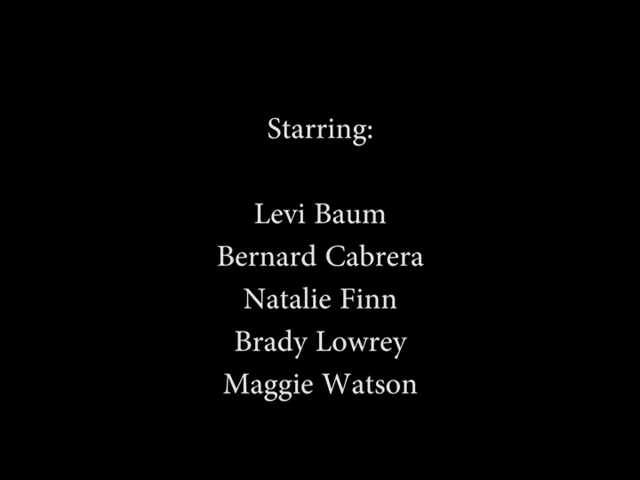 Starring:
Levi Baum
Bernard Cabrera
Natalie Finn
Brady Lowrey
Maggie Watson